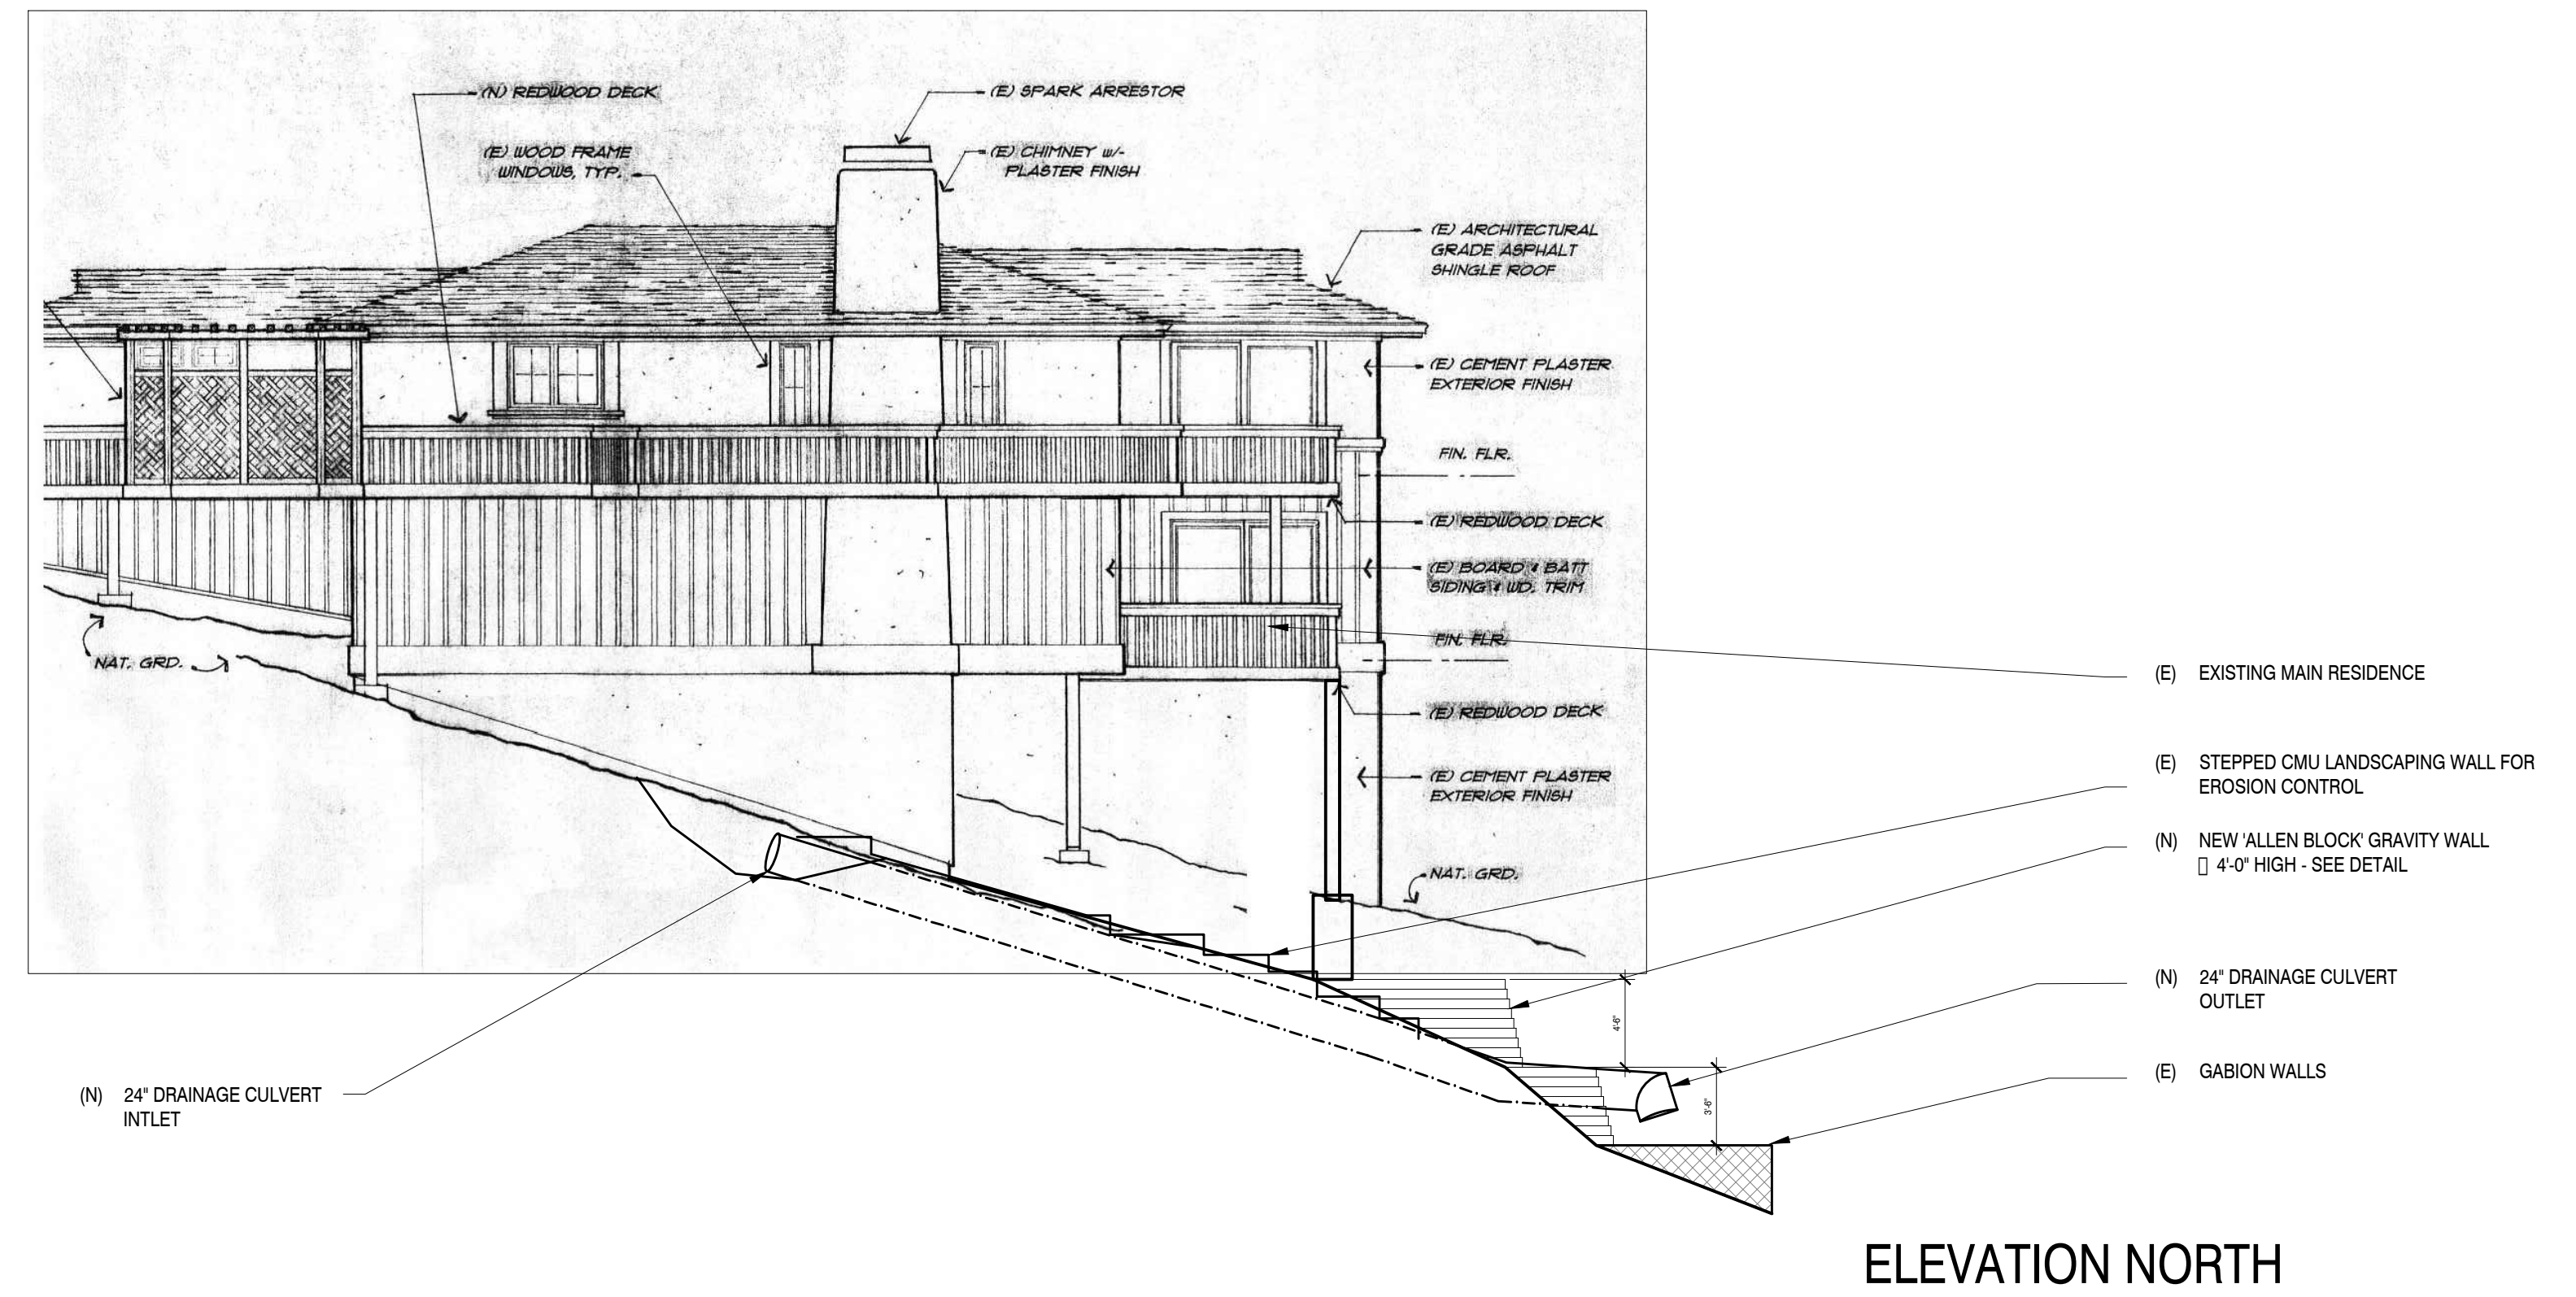 (N) REDWOOD DECK
(E) SPARK ARRESTOR
(E) WOOD FRAME
WINDOWS, TYP.
(E) CHIMNEY w/-
PLASTER FINISH
(E) ARCHITECTURAL
GRADE ASPHALT
SHINGLE ROOF
(E) CEMENT PLASTER
EXTERIOR FINISH
FIN. FLR.
(E) REDWOOD DECK
(E) BOARD & BATT
SIDING & WD. TRIM
FIN. FLR.
NAT. GRD.
(E) REDWOOD DECK
(E) CEMENT PLASTER
EXTERIOR FINISH
NAT. GRD.
(E) EXISTING MAIN RESIDENCE
(E) STEPPED CMU LANDSCAPING WALL FOR
EROSION CONTROL
(N) NEW 'ALLEN BLOCK' GRAVITY WALL
▯ 4'-0" HIGH - SEE DETAIL
(N) 24" DRAINAGE CULVERT
OUTLET
(E) GABION WALLS
4'-6"
3'-6"
(N) 24" DRAINAGE CULVERT
INTLET
ELEVATION NORTH